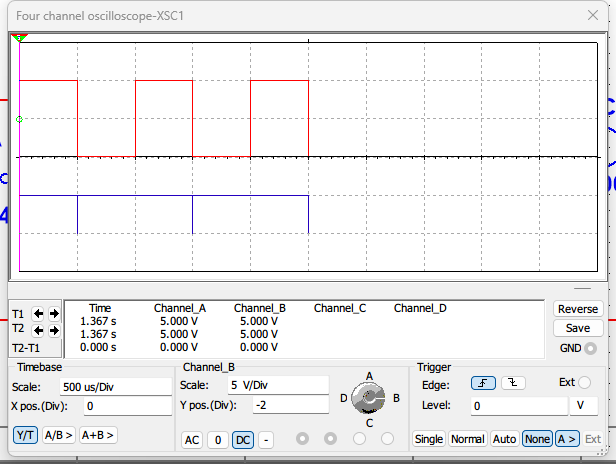 Four channel oscilloscope-XSC1
T1
T2
T2-T1
Time Channel_A Channel_B Channel_C Channel_D
1.367 s 5.000 V 5.000 V
1.367 s 5.000 V 5.000 V
0.000 s 0.000 V 0.000 V
Reverse
Save
GND
Timebase
Scale: 500 us/Div
X pos.(Div): 0
Y/T A/B > A+B >
Channel_B
Scale: 5 V/Div
Y pos.(Div): -2
AC 0 DC -
A
D B
C
Trigger
Edge: Ext
Level: 0 V
Single Normal Auto None A > Ext